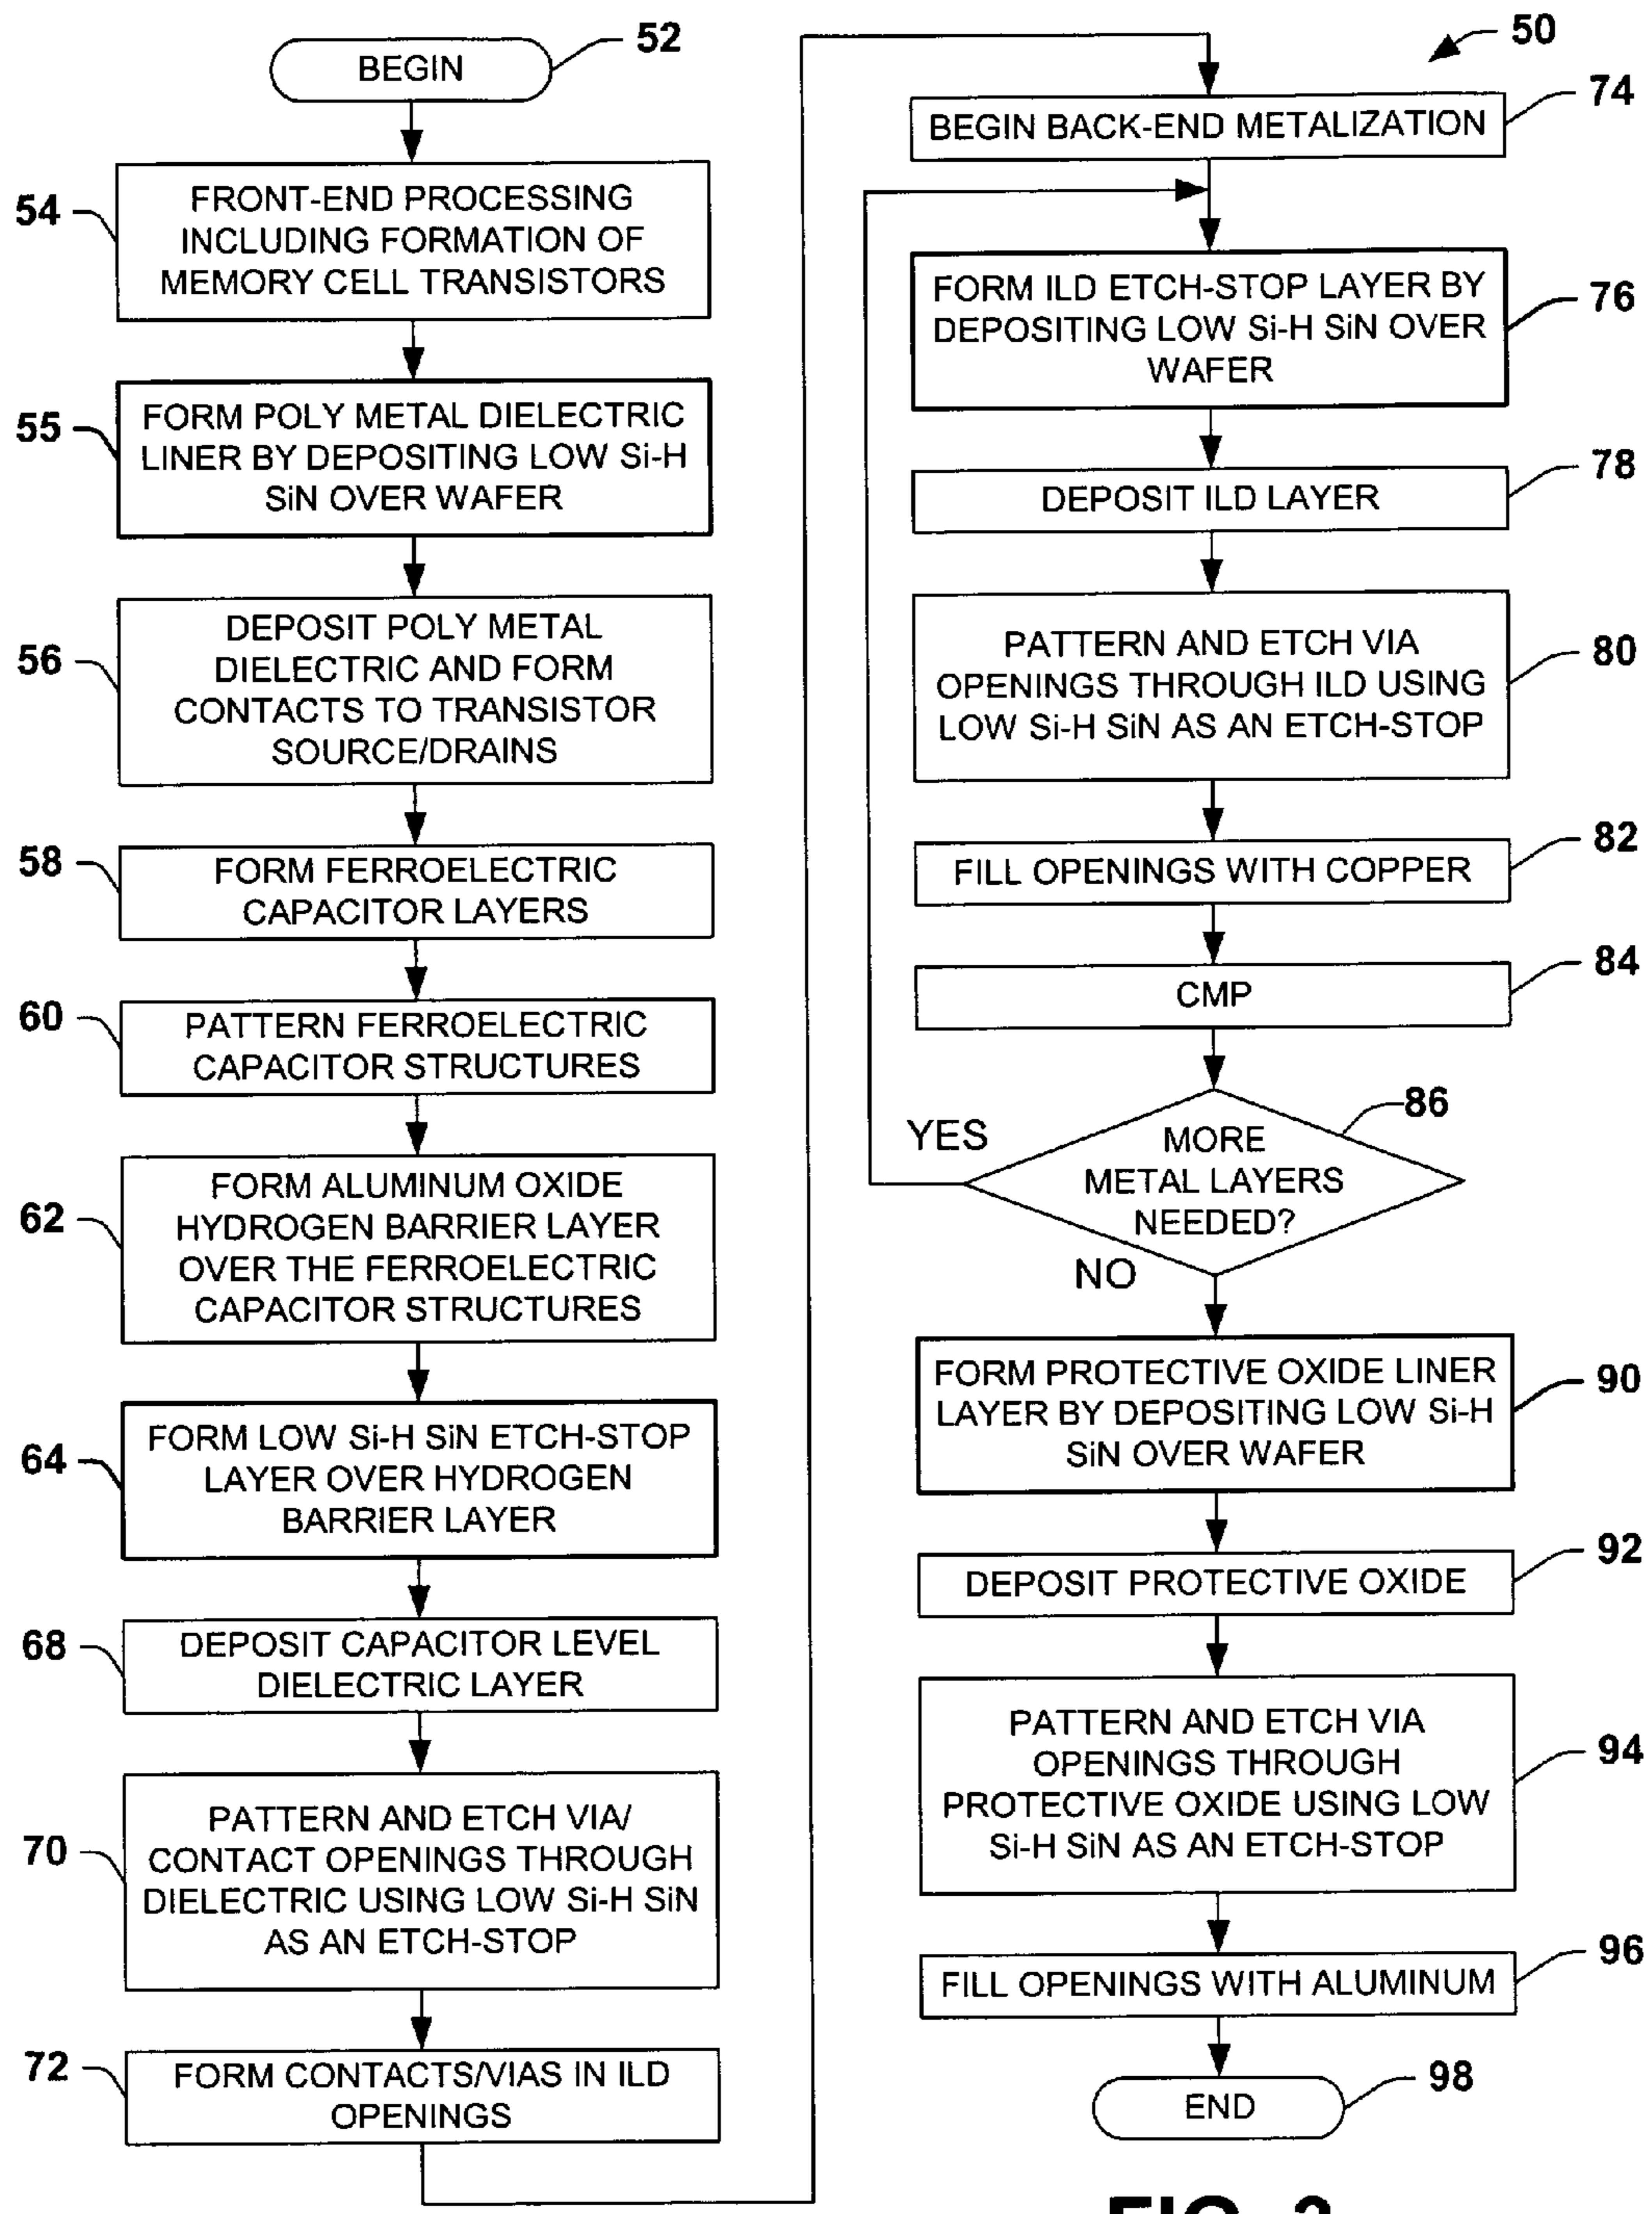 BEGIN
52
54
FRONT-END PROCESSING
INCLUDING FORMATION OF
MEMORY CELL TRANSISTORS
55
FORM POLY METAL DIELECTRIC
LINER BY DEPOSITING LOW Si-H
SiN OVER WAFER
56
DEPOSIT POLY METAL
DIELECTRIC AND FORM
CONTACTS TO TRANSISTOR
SOURCE/DRAINS
58
FORM FERROELECTRIC
CAPACITOR LAYERS
60
PATTERN FERROELECTRIC
CAPACITOR STRUCTURES
62
FORM ALUMINUM OXIDE
HYDROGEN BARRIER LAYER
OVER THE FERROELECTRIC
CAPACITOR STRUCTURES
64
FORM LOW Si-H SiN ETCH-STOP
LAYER OVER HYDROGEN
BARRIER LAYER
68
DEPOSIT CAPACITOR LEVEL
DIELECTRIC LAYER
70
PATTERN AND ETCH VIA/
CONTACT OPENINGS THROUGH
DIELECTRIC USING LOW Si-H SiN
AS AN ETCH-STOP
72
FORM CONTACTS/VIAS IN ILD
OPENINGS
50
74
BEGIN BACK-END METALIZATION
FORM ILD ETCH-STOP LAYER BY
DEPOSITING LOW Si-H SiN OVER
WAFER
76
78
DEPOSIT ILD LAYER
PATTERN AND ETCH VIA
OPENINGS THROUGH ILD USING
LOW Si-H SiN AS AN ETCH-STOP
80
82
FILL OPENINGS WITH COPPER
84
CMP
86
YES
MORE
METAL LAYERS
NEEDED?
NO
FORM PROTECTIVE OXIDE LINER
LAYER BY DEPOSITING LOW Si-H
SiN OVER WAFER
90
92
DEPOSIT PROTECTIVE OXIDE
PATTERN AND ETCH VIA
OPENINGS THROUGH
PROTECTIVE OXIDE USING LOW
Si-H SiN AS AN ETCH-STOP
94
96
FILL OPENINGS WITH ALUMINUM
98
END